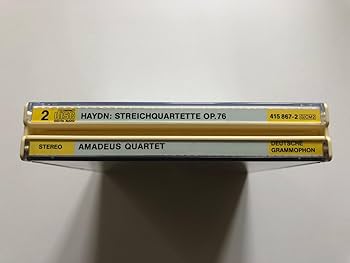 2 HAYDN: STREICHQUARTETTE OP.76 415 867-2
STEREO AMADEUS QUARTET DEUTSCHE GRAMMOPHON